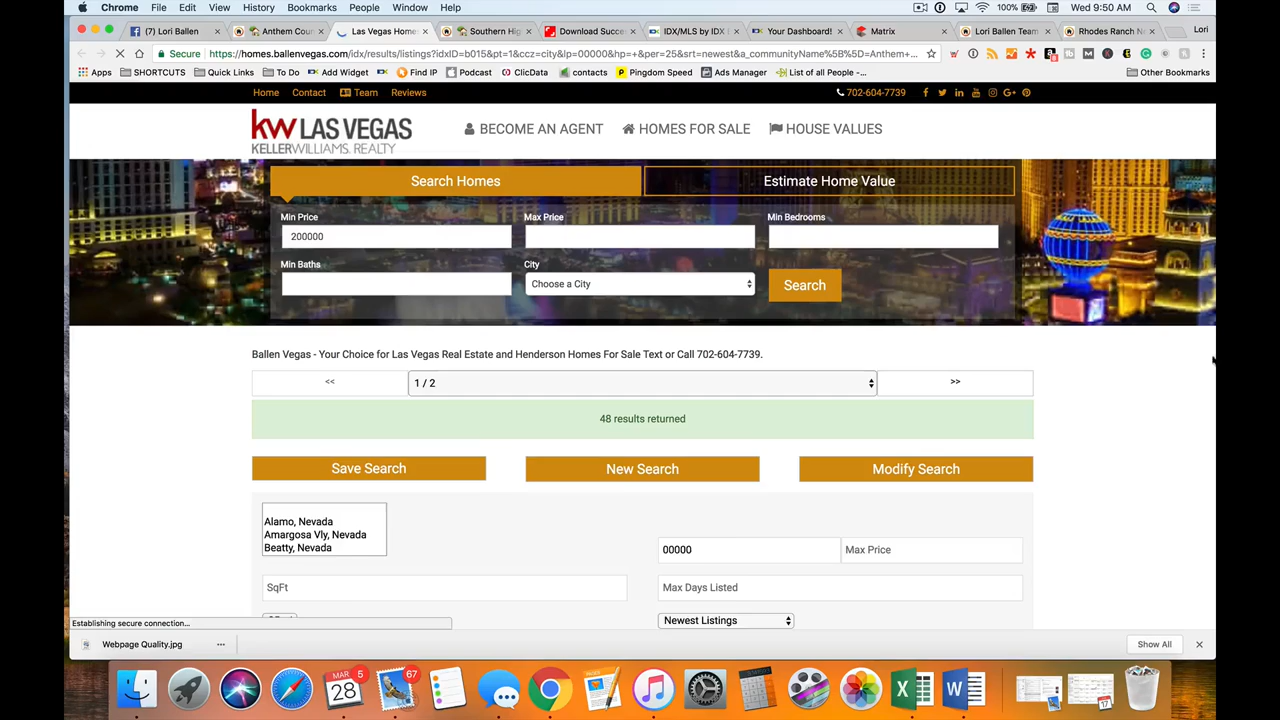 Chrome File Edit View History Bookmarks People Window Help 100% Wed 9:50 AM
Lori Ballen Anthem Coun Las Vegas Home Southern Hig Download Succe IDX/MLS by IDX E Your Dashboard! Matrix Lori Ballen Team Rhodes Ranch N Lori
Secure https://homes.ballenvegas.com/idx/results/listings?idxID=b015&pt=1&ccz=city&lp=00000&hp=+&per=25&srt=newest&a_communityName%5B%5D=Anthem+...
Apps SHORTCUTS Quick Links To Do Add Widget Find IP Podcast ClicData contacts Pingdom Speed Ads Manager List of all People -... Other Bookmarks
Home Contact Team Reviews 702-604-7739
kw LAS VEGAS
KELLERWILLIAMS. REALTY
BECOME AN AGENT HOMES FOR SALE HOUSE VALUES
Search Homes Estimate Home Value
Min Price Max Price Min Bedrooms
200000
Min Baths City
Choose a City Search
Ballen Vegas - Your Choice for Las Vegas Real Estate and Henderson Homes For Sale Text or Call 702-604-7739.
<< 1 / 2 >>
48 results returned
Save Search New Search Modify Search
Alamo, Nevada
Amargosa Vly, Nevada
Beatty, Nevada
00000 Max Price
SqFt Max Days Listed
Newest Listings
Establishing secure connection...
Webpage Quality.jpg Show All
MAR 5 67
28
17